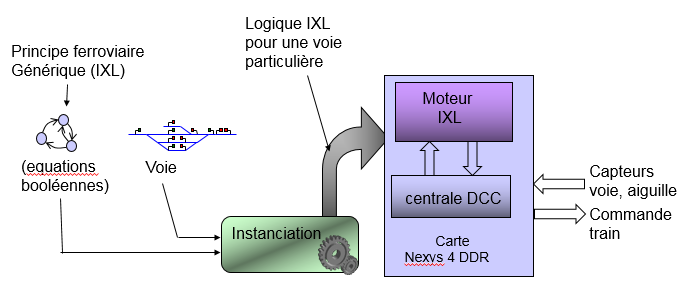 Principe ferroviaire
Générique (IXL)
(equations
booléennes)
Voie
Logique IXL
pour une voie
particulière
Instanciation
Moteur
IXL
centrale DCC
Carte
Nexys 4 DDR
Capteurs
voie, aiguille
Commande
train